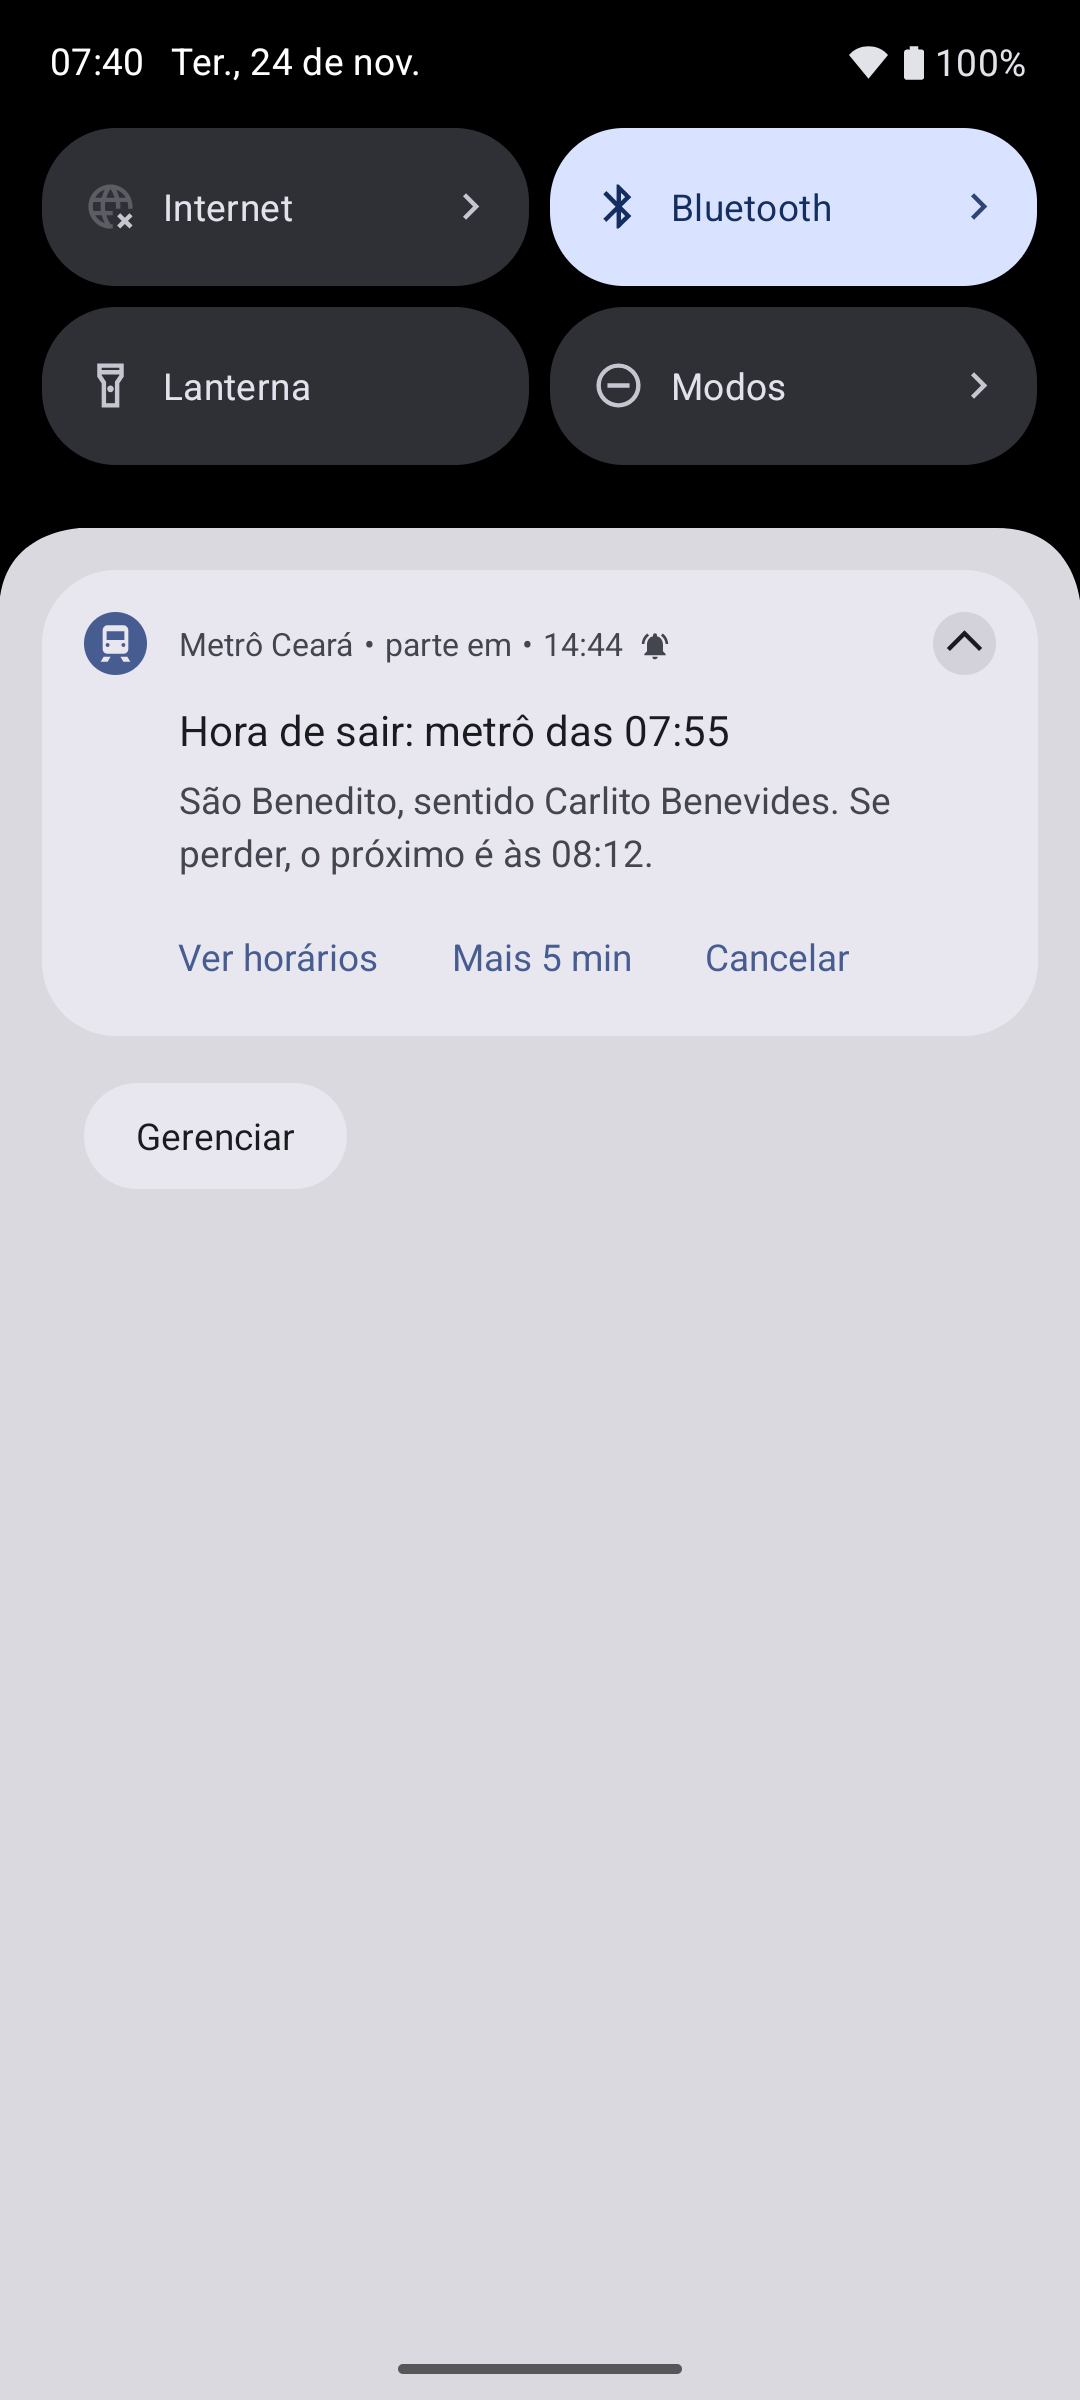 07:40 Ter., 24 de nov. 100%
Internet
Bluetooth
Lanterna
Modos
Metrô Ceará • parte em • 14:44
Hora de sair: metrô das 07:55
São Benedito, sentido Carlito Benevides. Se
perder, o próximo é às 08:12.
Ver horários Mais 5 min Cancelar
Gerenciar